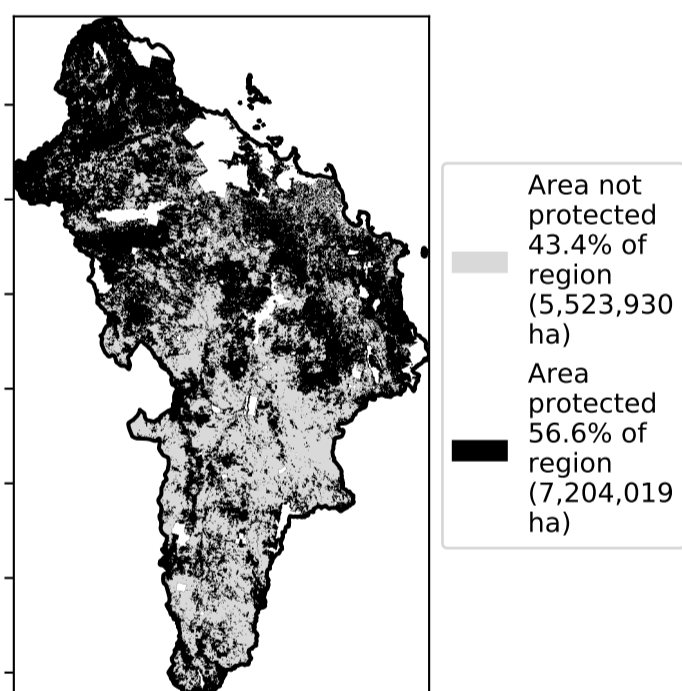 Area not
protected
43.4% of
region
(5,523,930
ha)
Area
protected
56.6% of
region
(7,204,019
ha)